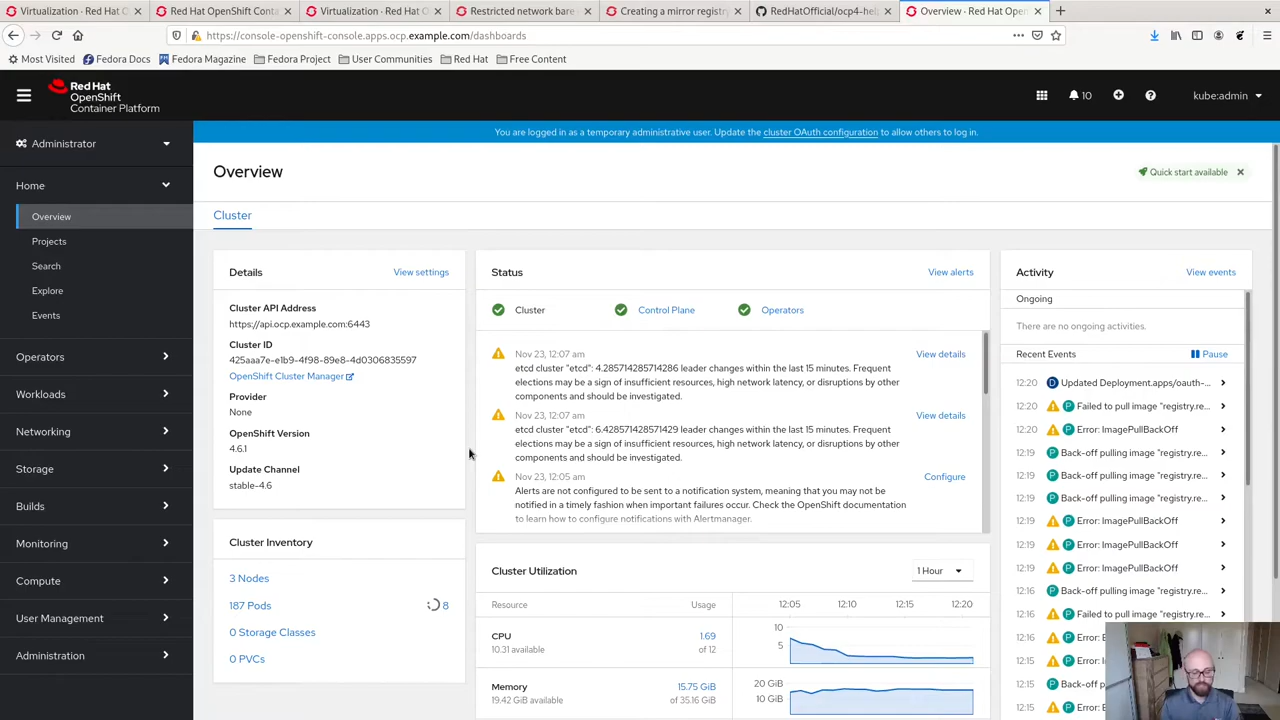 Virtualization · Red Hat O
Red Hat OpenShift Conta
Virtualization · Red Hat O
Restricted network bare
Creating a mirror registry
RedHatOfficial/ocp4-help
Overview · Red Hat Open
https://console-openshift-console.apps.ocp.example.com/dashboards
Most Visited
Fedora Docs
Fedora Magazine
Fedora Project
User Communities
Red Hat
Free Content
Red Hat
OpenShift
Container Platform
10
kube:admin
You are logged in as a temporary administrative user. Update the cluster OAuth configuration to allow others to log in.
Administrator
Home
Overview
Projects
Search
Explore
Events
Operators
Workloads
Networking
Storage
Builds
Monitoring
Compute
User Management
Administration
Overview
Quick start available
Cluster
Details
View settings
Cluster API Address
https://api.ocp.example.com:6443
Cluster ID
425aaa7e-e1b9-4f98-89e8-4d0306835597
OpenShift Cluster Manager
Provider
None
OpenShift Version
4.6.1
Update Channel
stable-4.6
Cluster Inventory
3 Nodes
187 Pods
8
0 Storage Classes
0 PVCs
Status
View alerts
Cluster
Control Plane
Operators
Nov 23, 12:07 am
View details
etcd cluster "etcd": 4.285714285714286 leader changes within the last 15 minutes. Frequent
elections may be a sign of insufficient resources, high network latency, or disruptions by other
components and should be investigated.
Nov 23, 12:07 am
View details
etcd cluster "etcd": 6.428571428571429 leader changes within the last 15 minutes. Frequent
elections may be a sign of insufficient resources, high network latency, or disruptions by other
components and should be investigated.
Nov 23, 12:05 am
Configure
Alerts are not configured to be sent to a notification system, meaning that you may not be
notified in a timely fashion when important failures occur. Check the OpenShift documentation
to learn how to configure notifications with Alertmanager.
Cluster Utilization
1 Hour
Resource
Usage
12:05
12:10
12:15
12:20
CPU
1.69
10.31 available
of 12
10
5
Memory
15.75 GiB
19.42 GiB available
of 35.16 GiB
20 GiB
10 GiB
Activity
View events
Ongoing
There are no ongoing activities.
Recent Events
Pause
12:20 D Updated Deployment.apps/oauth-...
12:20 P Failed to pull image "registry.re...
12:20 P Error: ImagePullBackOff
12:19 P Back-off pulling image "registry.re...
12:19 P Back-off pulling image "registry.re...
12:19 P Back-off pulling image "registry.re...
12:19 P Error: ImagePullBackOff
12:19 P Error: ImagePullBackOff
12:19 P Error: ImagePullBackOff
12:16 P Back-off pulling image "registry.re...
12:16 P Failed to pull image "registry.re...
12:16 P Error:
12:15 P Error:
12:15 P Back-
12:15 P Error: